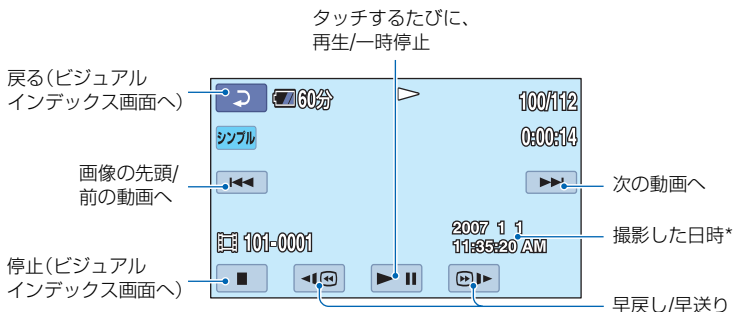 タッチするたびに、
再生/一時停止
戻る（ビジュアル
インデックス画面へ）
60分
100/112
シンプル
0:00:14
画像の先頭/
前の動画へ
次の動画へ
101-0001
2007 1 1
11:35:20 AM
撮影した日時*
停止（ビジュアル
インデックス画面へ）
早戻し/早送り